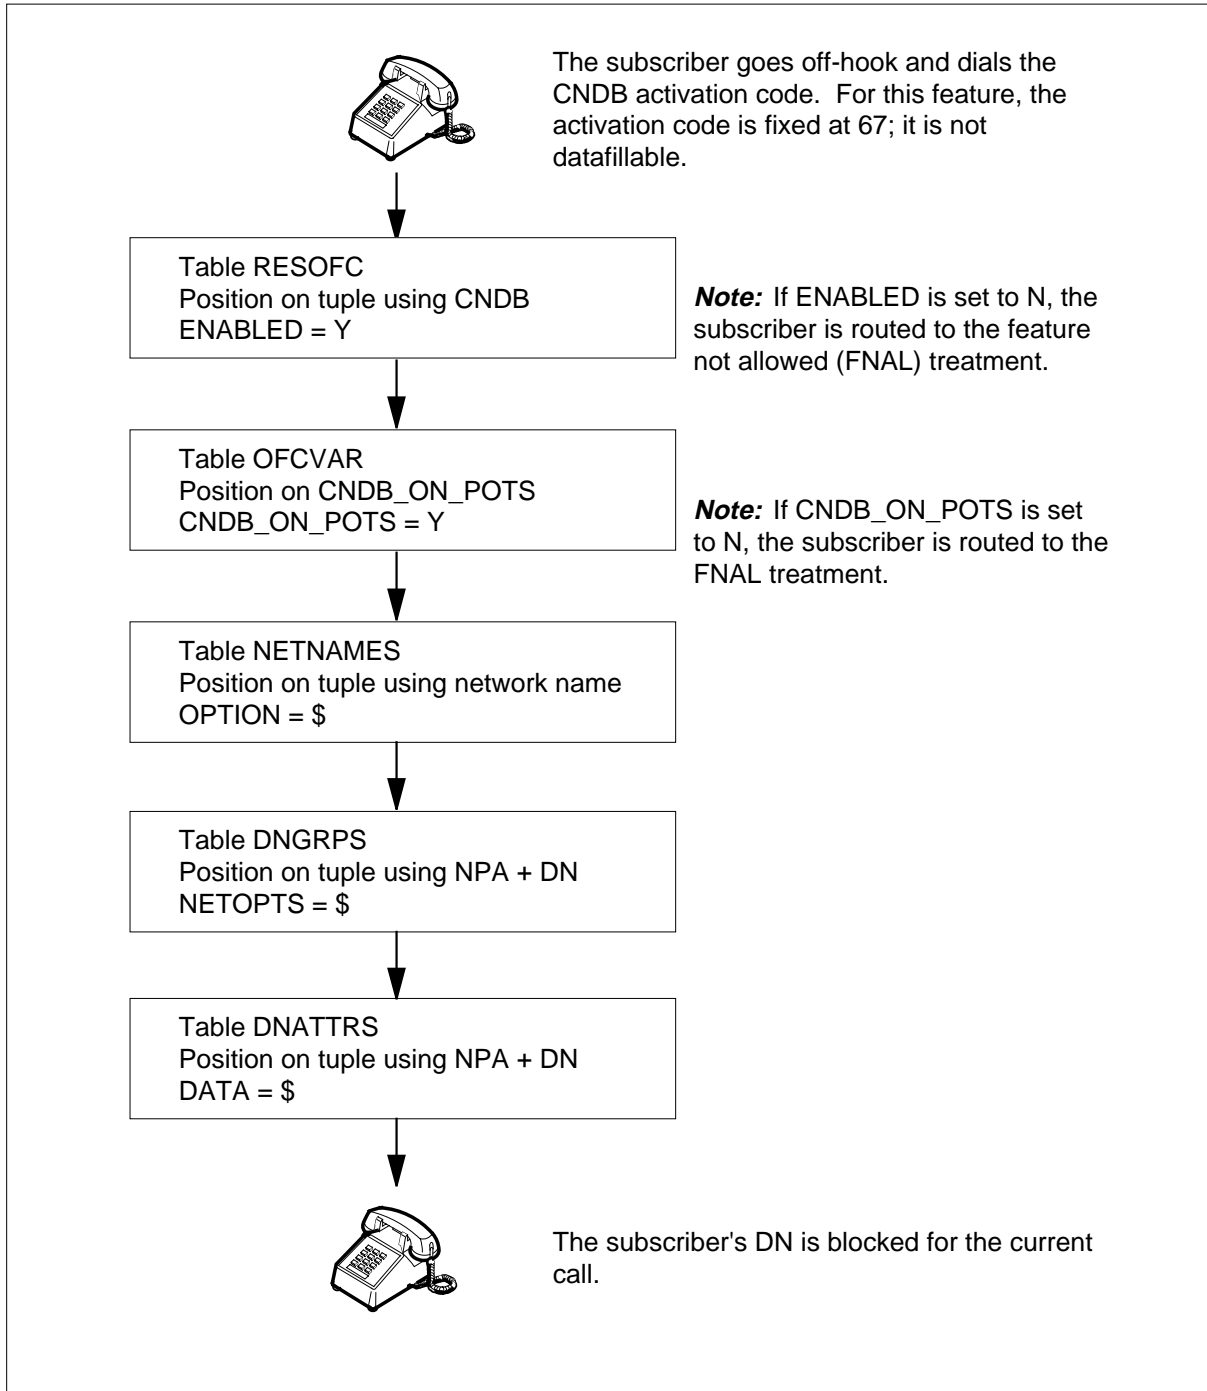 The subscriber goes off-hook and dials the
CNDB activation code.  For this feature, the
activation code is fixed at 67; it is not
datafillable.
Table RESOFC
Position on tuple using CNDB
ENABLED = Y
Note: If ENABLED is set to N, the
subscriber is routed to the feature
not allowed (FNAL) treatment.
Table OFCVAR
Position on CNDB_ON_POTS
CNDB_ON_POTS = Y
Note: If CNDB_ON_POTS is set
to N, the subscriber is routed to the
FNAL treatment.
Table NETNAMES
Position on tuple using network name
OPTION = $
Table DNGRPS
Position on tuple using NPA + DN
NETOPTS = $
Table DNATTRS
Position on tuple using NPA + DN
DATA = $
The subscriber's DN is blocked for the current
call.